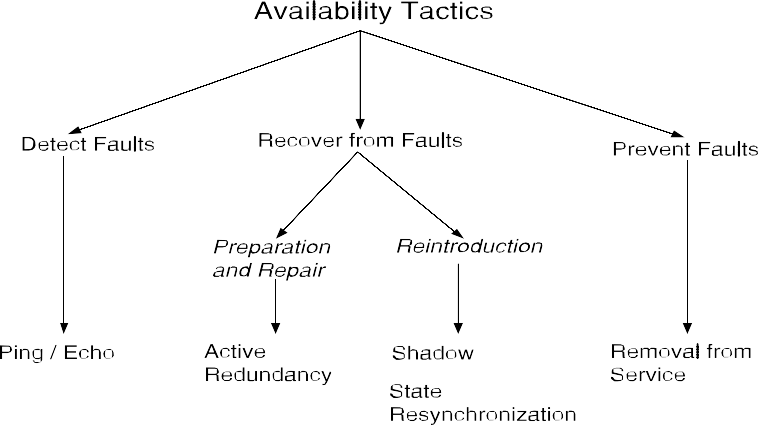 Availability Tactics
Detect Faults
Recover from Faults
Prevent Faults
Preparation
and Repair
Reintroduction
Ping / Echo
Active
Redundancy
Shadow
State
Resynchronization
Removal from
Service